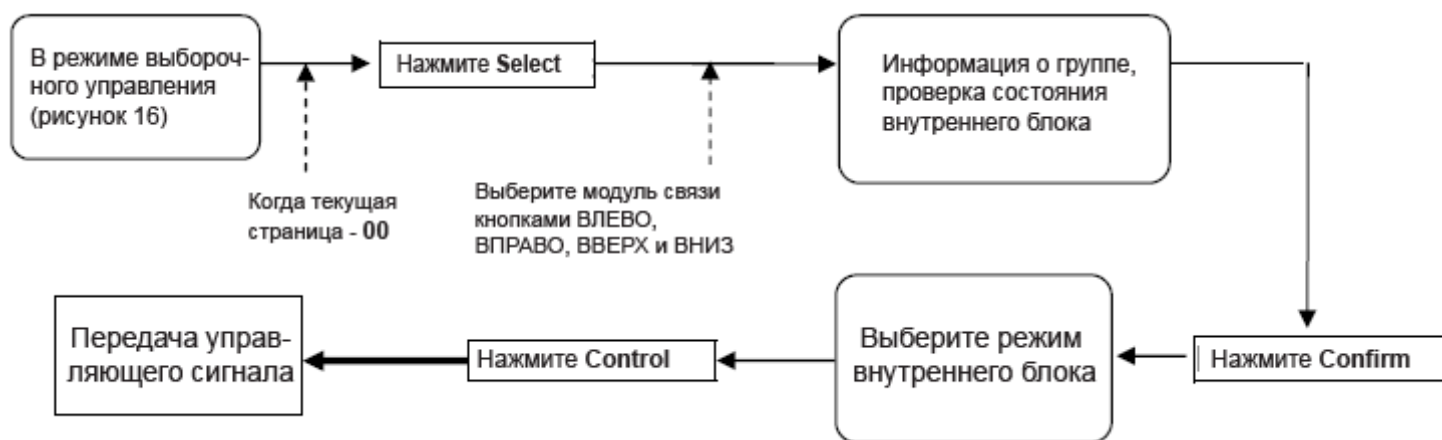 В режиме выбороч-
ного управления
(рисунок 16)
Нажмите Select
Информация о группе,
проверка состояния
внутреннего блока
Когда текущая
страница - 00
Выберите модуль связи
кнопками ВЛЕВО,
ВПРАВО, ВВЕРХ и ВНИЗ
Нажмите Confirm
Выберите режим
внутреннего блока
Нажмите Control
Передача управ-
ляющего сигнала